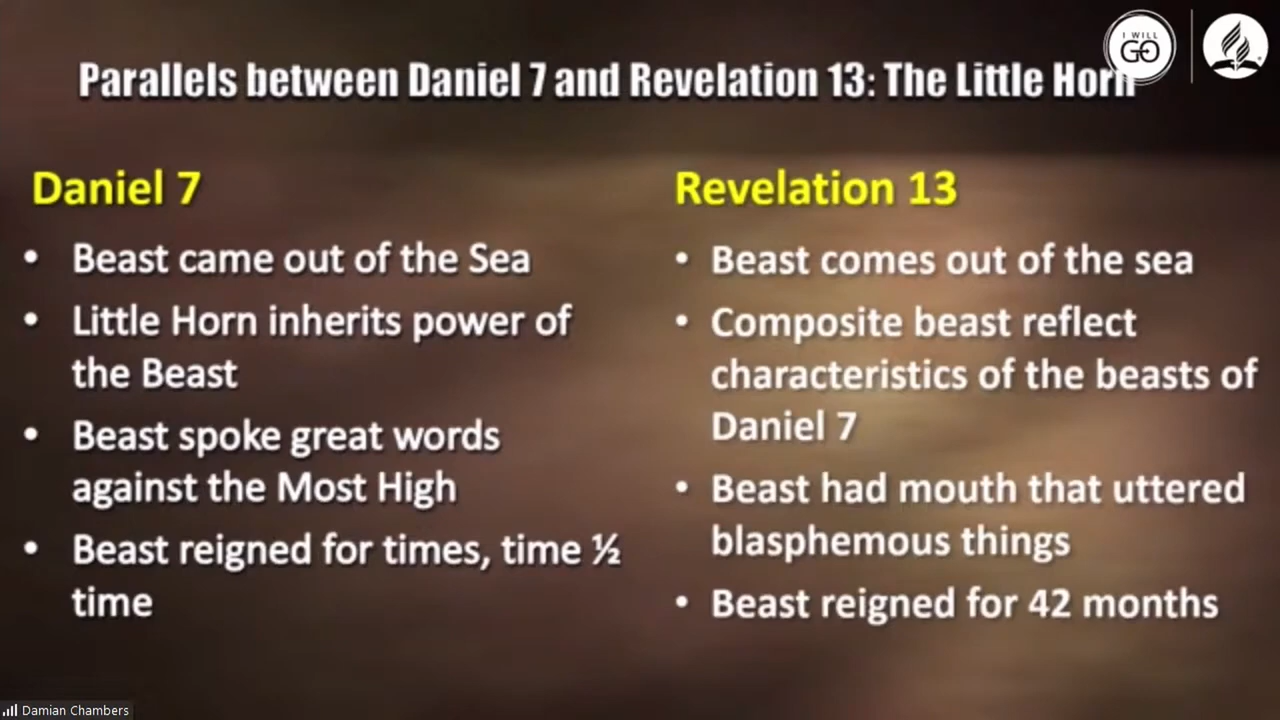 I WILL
GO
Parallels between Daniel 7 and Revelation 13: The Little Horn
Daniel 7
• Beast came out of the Sea
• Little Horn inherits power of
the Beast
• Beast spoke great words
against the Most High
• Beast reigned for times, time ½
time
Revelation 13
• Beast comes out of the sea
• Composite beast reflect
characteristics of the beasts of
Daniel 7
• Beast had mouth that uttered
blasphemous things
• Beast reigned for 42 months
Damian Chambers